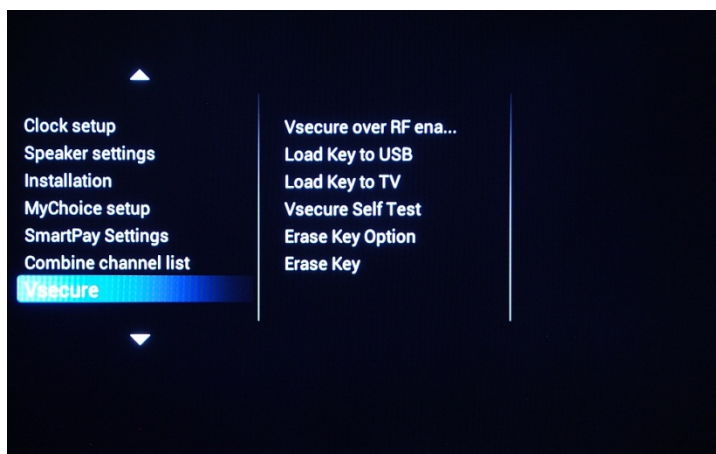 Clock setup
Speaker settings
Installation
MyChoice setup
SmartPay Settings
Combine channel list
Vsecure
Vsecure over RF ena...
Load Key to USB
Load Key to TV
Vsecure Self Test
Erase Key Option
Erase Key